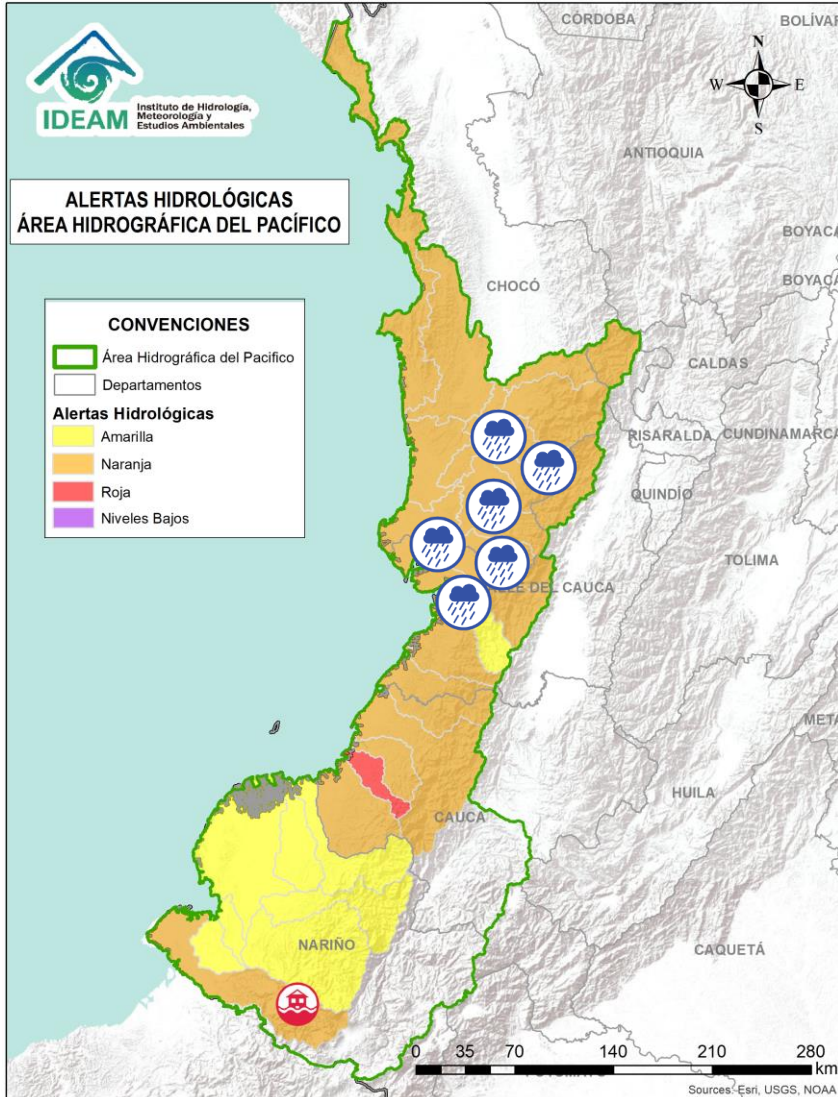 IDEAM
Instituto de Hidrología,
Meteorología y
Estudios Ambientales
ALERTAS HIDROLÓGICAS
ÁREA HIDROGRÁFICA DEL PACÍFICO
CONVENCIONES
Área Hidrográfica del Pacifico
Departamentos
Alertas Hidrológicas
Amarilla
Naranja
Roja
Niveles Bajos
N
W E
S
CÓRDOBA
BOLÍVAR
ANTIOQUIA
BOYACÁ
BOYACÁ
CHOCÓ
CALDAS
RISARALDA
CUNDINAMARCA
QUINDÍO
TOLIMA
DEL CAUCA
META
HUILA
CAUCA
NARIÑO
CAQUETÁ
0 35 70 140 210 280
km
Sources: Esri, USGS, NOAA